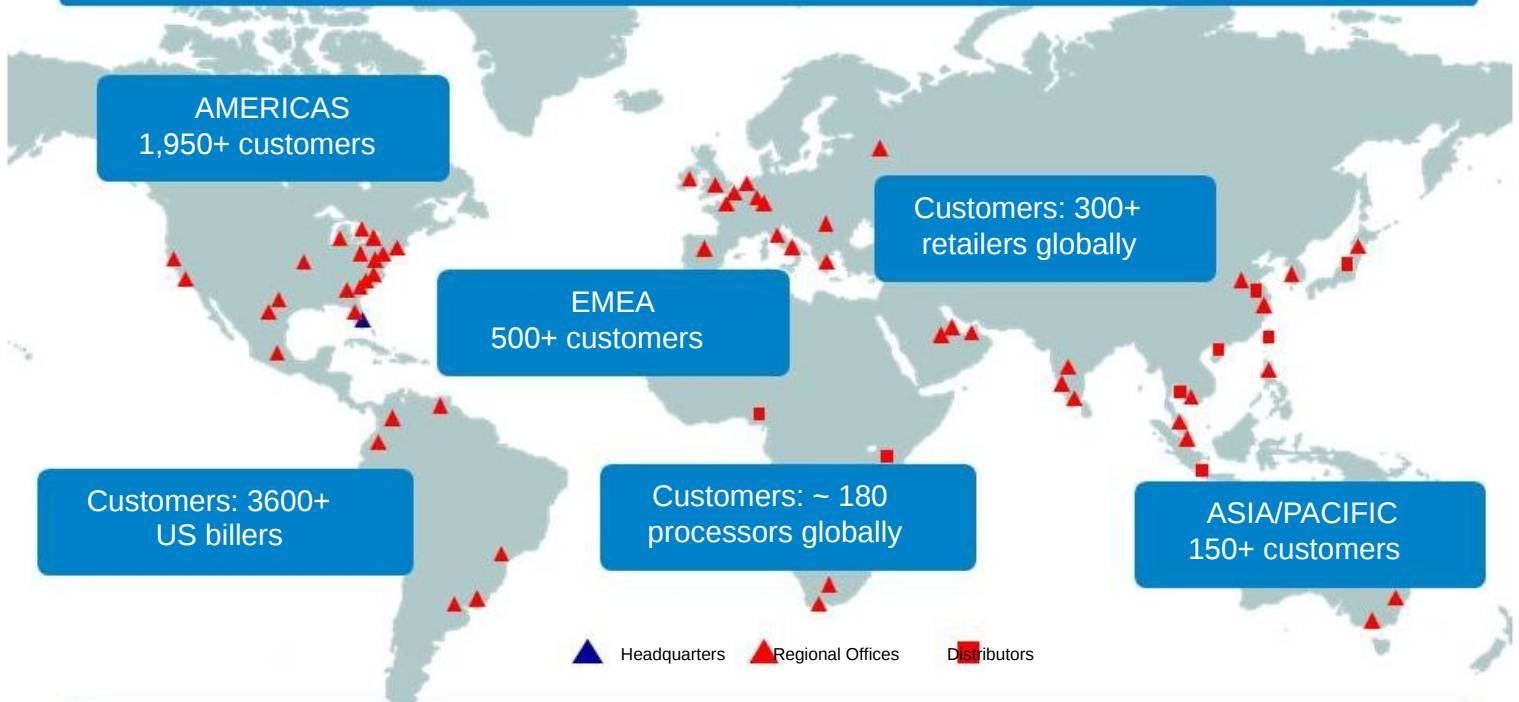 AMERICAS
1,950+ customers
Customers: 300+
retailers globally
EMEA
500+ customers
Customers: 3600+
US billers
Customers: ~ 180
processors globally
ASIA/PACIFIC
150+ customers
Headquarters
Regional Offices
Distributors